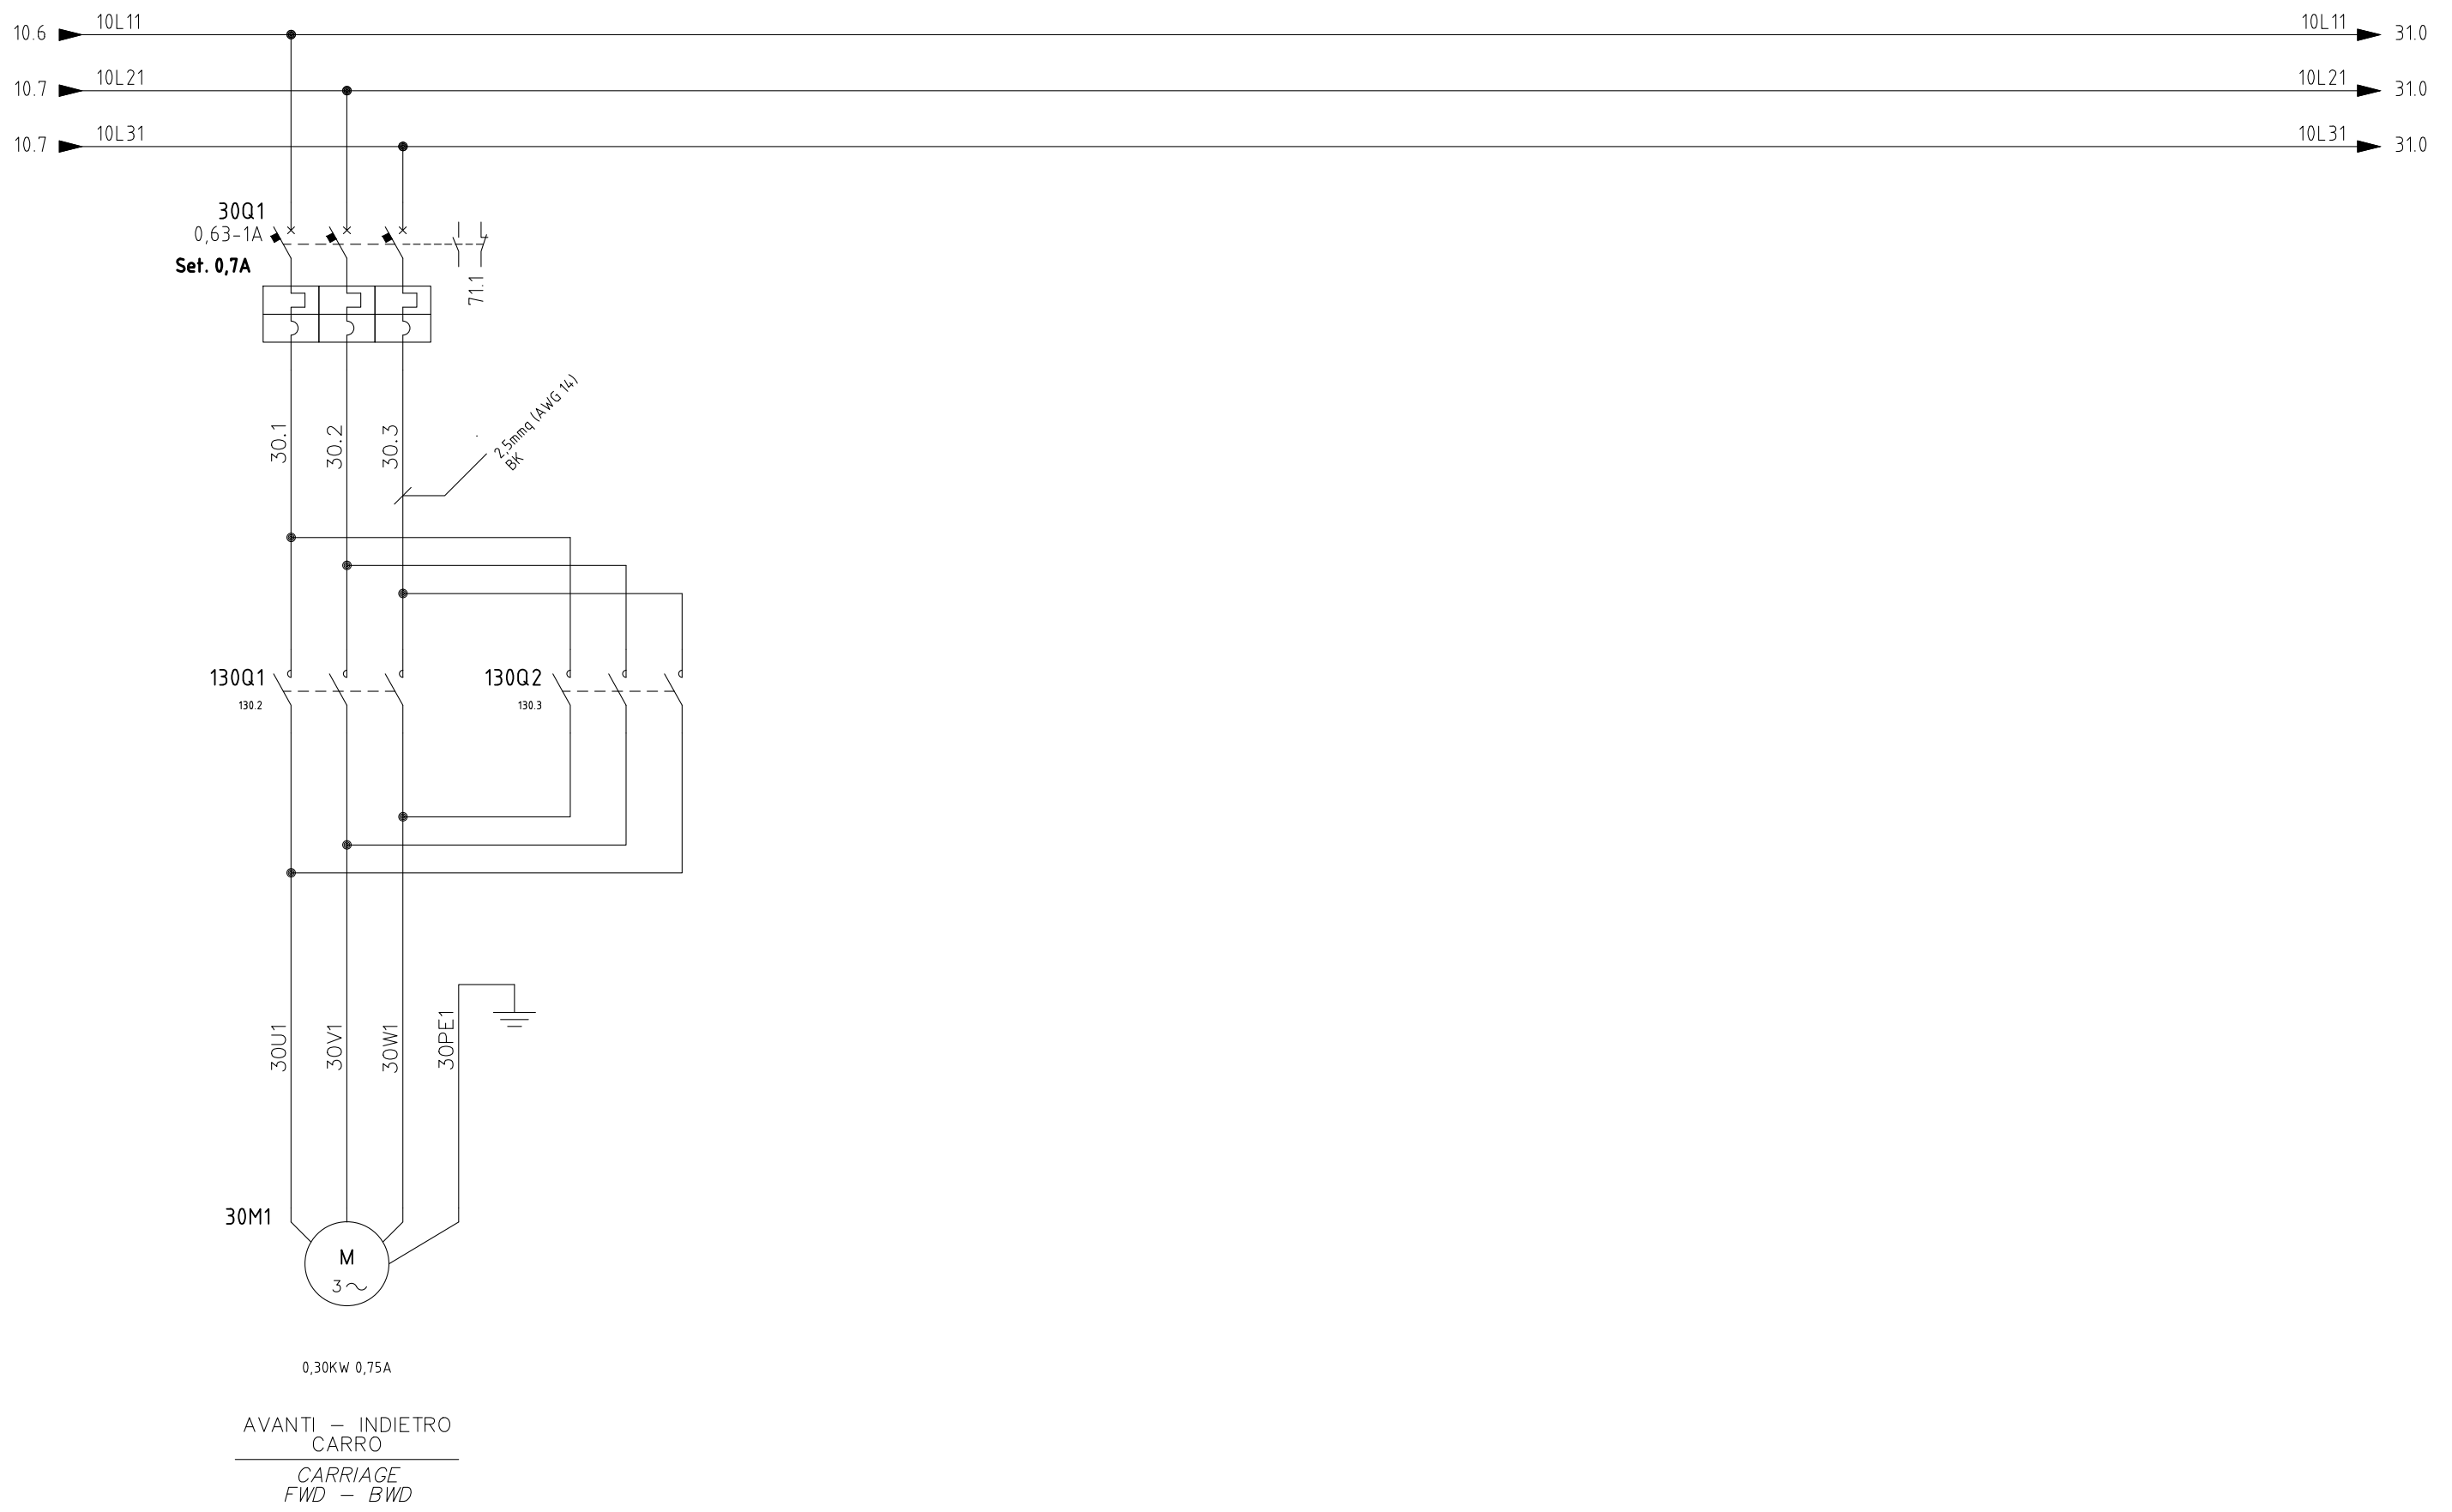 10.6 10L11 10L11 31.0
10.7 10L21 10L21 31.0
10.7 10L31 10L31 31.0
30Q1
0,63-1A
Set. 0,7A
71.1
30.1
30.2
30.3
2,5mmq (AWG 14)
BK
130Q1
130.2
130Q2
130.3
30U1
30V1
30W1
30PE1
30M1
M
3~
0,30KW 0,75A
AVANTI - INDIETRO
CARRO
CARRIAGE
FWD - BWD